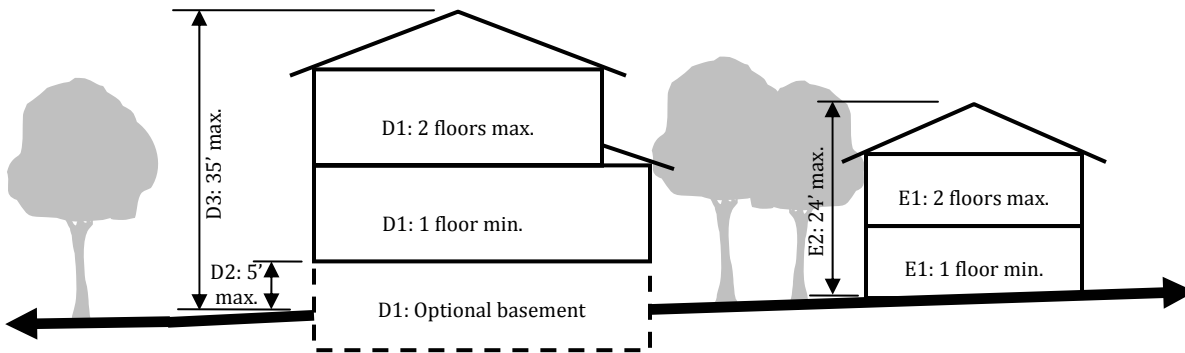 D3: 35’ max.
D1: 2 floors max.
D1: 1 floor min.
D2: 5’
max.
D1: Optional basement
E2: 24’ max.
E1: 2 floors max.
E1: 1 floor min.